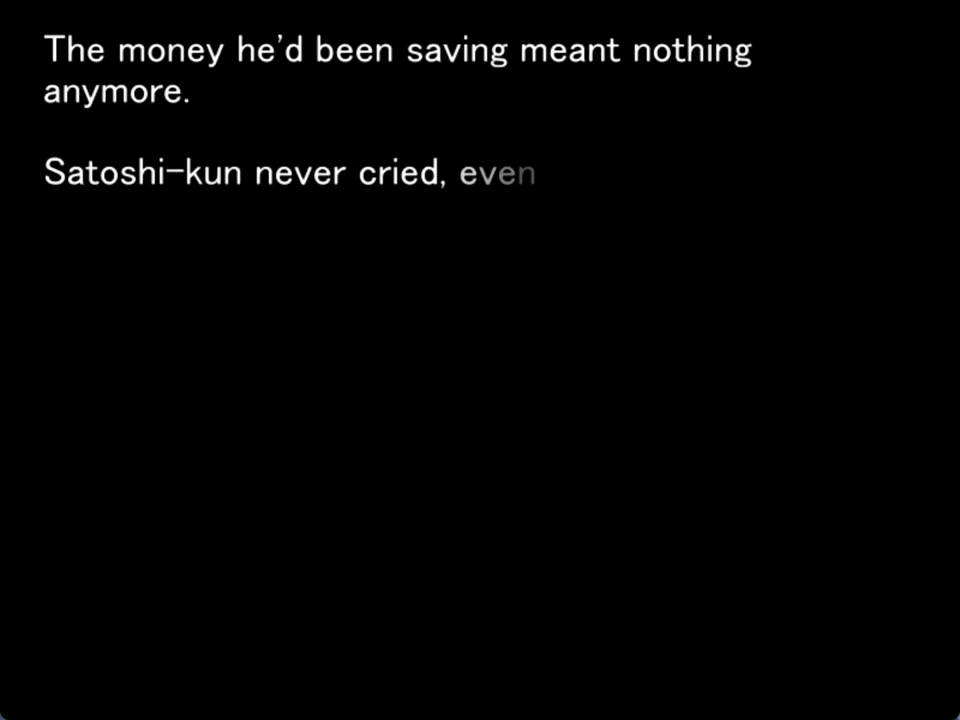 The money he’d been saving meant nothing
anymore.
Satoshi-kun never cried, even